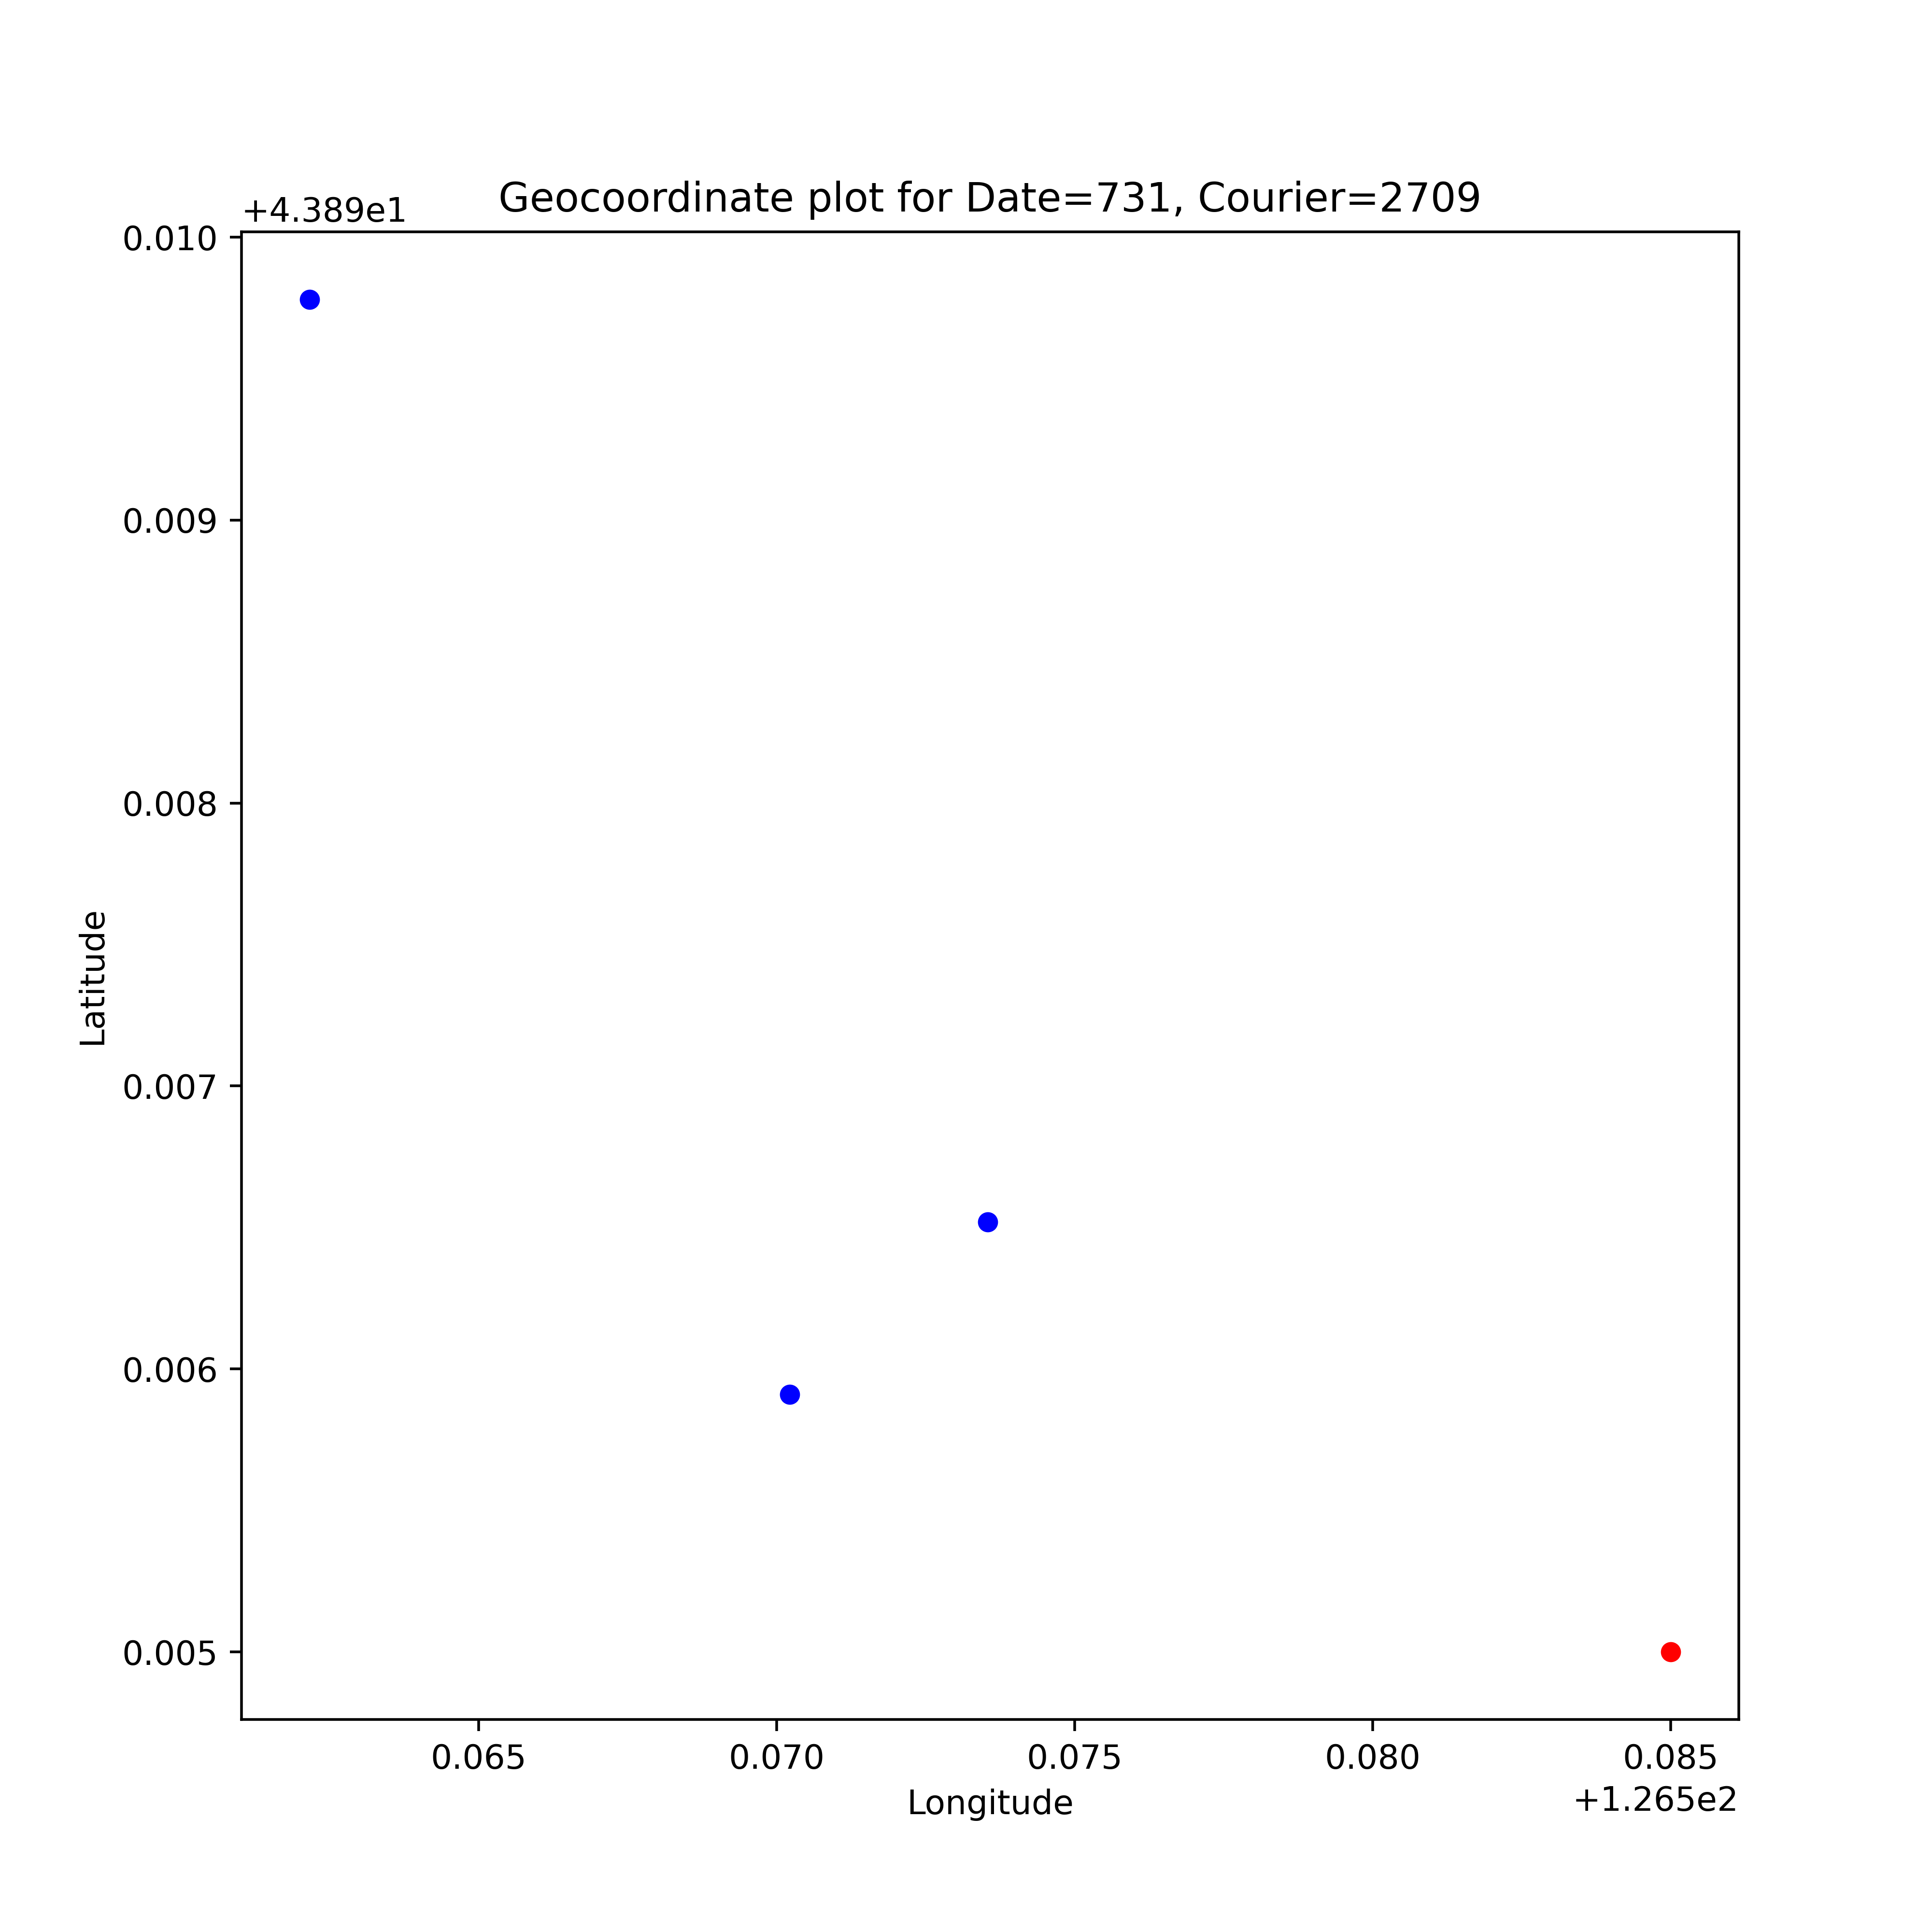 Geocoordinate plot for Date=731, Courier=2709
+4.389e1
0.010
0.009
0.008
0.007
0.006
0.005
Latitude
0.065 0.070 0.075 0.080 0.085
Longitude
+1.265e2